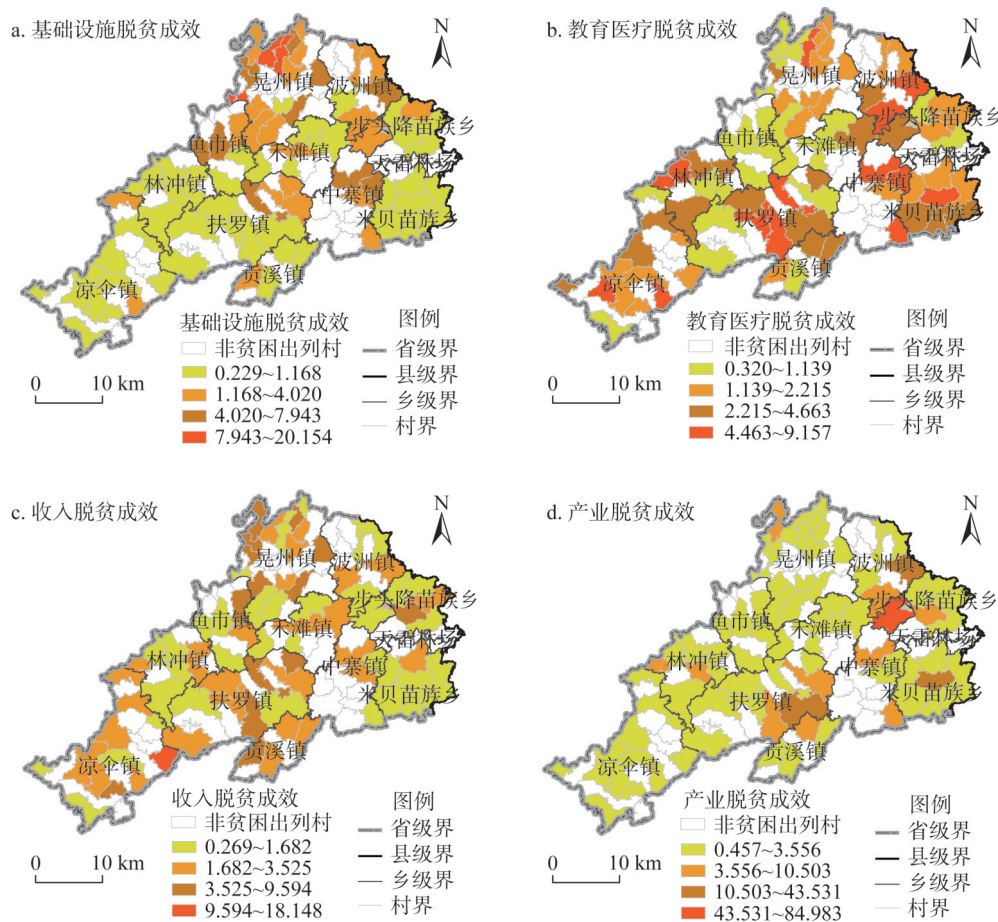 a. 基础设施脱贫成效
N
晃州镇
波洲镇
步头降苗族乡
鱼市镇
禾滩镇
天雷林场
林冲镇
中寨镇
扶罗镇
米贝苗族乡
贡溪镇
凉伞镇
基础设施脱贫成效
图例
非贫困出列村
省级界
0.229~1.168
县级界
1.168~4.020
乡级界
4.020~7.943
村界
7.943~20.154
0 10 km
b. 教育医疗脱贫成效
N
晃州镇
波洲镇
步头降苗族乡
鱼市镇
禾滩镇
天雷林场
林冲镇
中寨镇
扶罗镇
米贝苗族乡
贡溪镇
凉伞镇
教育医疗脱贫成效
图例
非贫困出列村
省级界
0.320~1.139
县级界
1.139~2.215
乡级界
2.215~4.663
村界
4.463~9.157
0 10 km
c. 收入脱贫成效
N
晃州镇
波洲镇
步头降苗族乡
鱼市镇
禾滩镇
天雷林场
林冲镇
中寨镇
扶罗镇
米贝苗族乡
贡溪镇
凉伞镇
收入脱贫成效
图例
非贫困出列村
省级界
0.269~1.682
县级界
1.682~3.525
乡级界
3.525~9.594
村界
9.594~18.148
0 10 km
d. 产业脱贫成效
N
晃州镇
波洲镇
步头降苗族乡
鱼市镇
禾滩镇
天雷林场
林冲镇
中寨镇
扶罗镇
米贝苗族乡
贡溪镇
凉伞镇
产业脱贫成效
图例
非贫困出列村
省级界
0.457~3.556
县级界
3.556~10.503
乡级界
10.503~43.531
村界
43.531~84.983
0 10 km